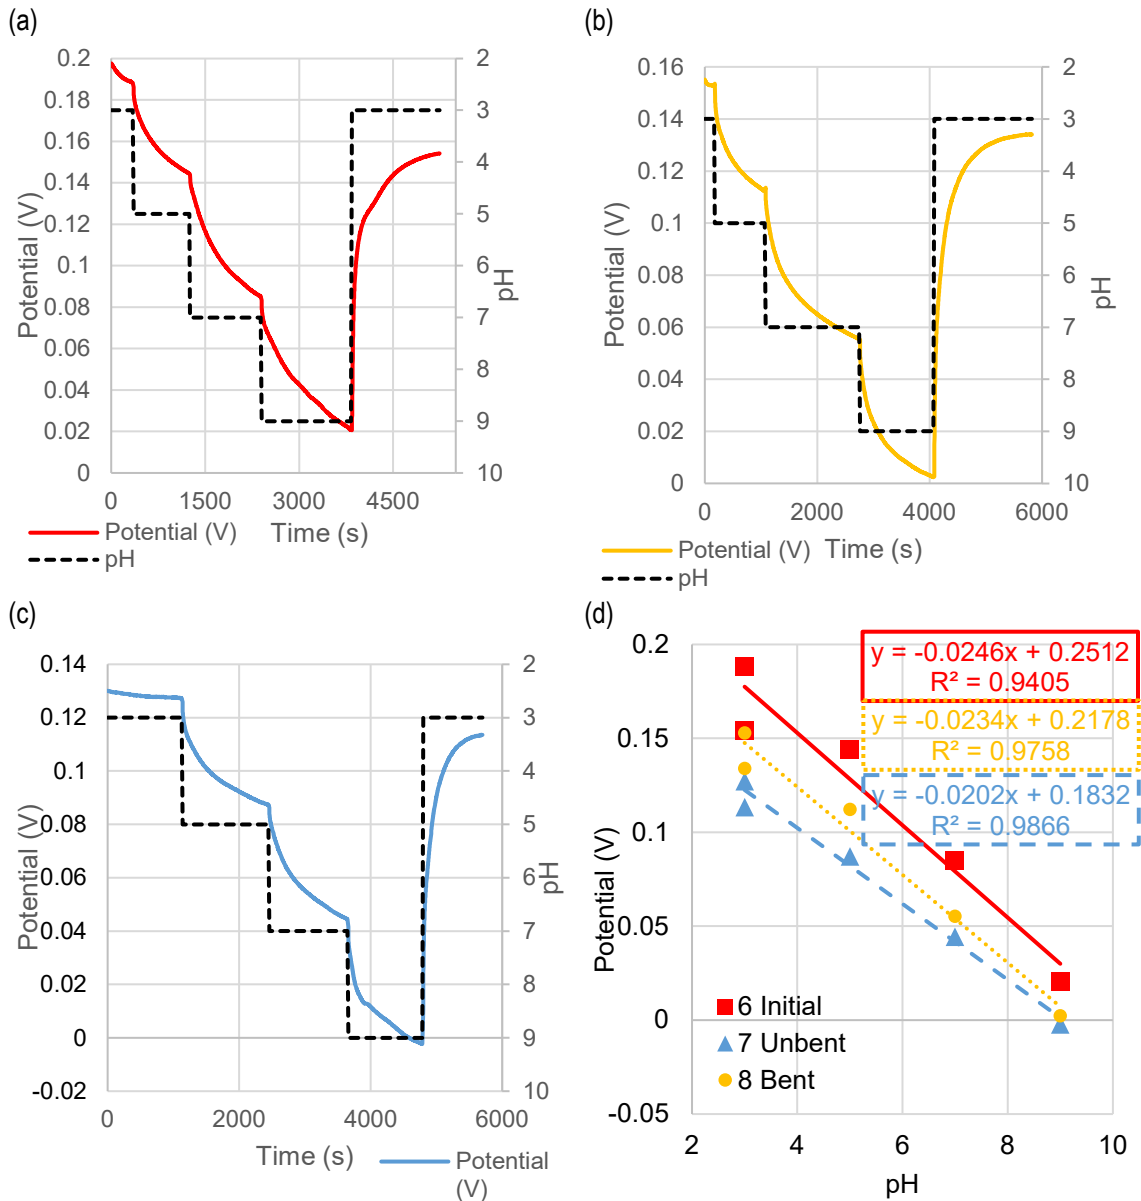 (a)
0.2
0.18
0.16
0.14
0.12
0.1
0.08
0.06
0.04
0.02
0
Potential (V)
2
3
4
5
6
7
8
9
10
pH
0 1500 3000 4500
Time (s)
Potential (V)
pH
(b)
0.16
0.14
0.12
0.1
0.08
0.06
0.04
0.02
0
Potential (V)
2
3
4
5
6
7
8
9
10
pH
0 2000 4000 6000
Potential (V) Time (s)
pH
(c)
0.14
0.12
0.1
0.08
0.06
0.04
0.02
0
-0.02
Potential (V)
2
3
4
5
6
7
8
9
10
pH
0 2000 4000 6000
Time (s)
Potential
(V)
(d)
0.2
0.15
0.1
0.05
0
-0.05
Potential (V)
y = -0.0246x + 0.2512
R² = 0.9405
y = -0.0234x + 0.2178
R² = 0.9758
y = -0.0202x + 0.1832
R² = 0.9866
6 Initial
7 Unbent
8 Bent
2 4 6 8 10
pH